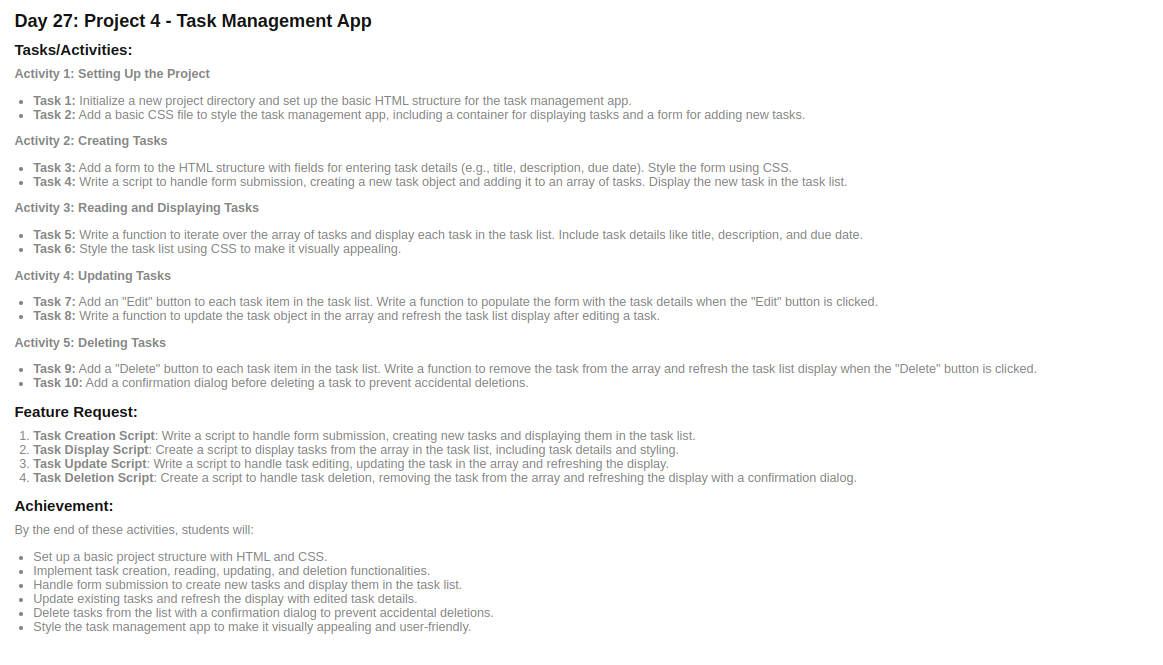 Day 27: Project 4 - Task Management App
Tasks/Activities:
Activity 1: Setting Up the Project
• Task 1: Initialize a new project directory and set up the basic HTML structure for the task management app.
• Task 2: Add a basic CSS file to style the task management app, including a container for displaying tasks and a form for adding new tasks.
Activity 2: Creating Tasks
• Task 3: Add a form to the HTML structure with fields for entering task details (e.g., title, description, due date). Style the form using CSS.
• Task 4: Write a script to handle form submission, creating a new task object and adding it to an array of tasks. Display the new task in the task list.
Activity 3: Reading and Displaying Tasks
• Task 5: Write a function to iterate over the array of tasks and display each task in the task list. Include task details like title, description, and due date.
• Task 6: Style the task list using CSS to make it visually appealing.
Activity 4: Updating Tasks
• Task 7: Add an "Edit" button to each task item in the task list. Write a function to populate the form with the task details when the "Edit" button is clicked.
• Task 8: Write a function to update the task object in the array and refresh the task list display after editing a task.
Activity 5: Deleting Tasks
• Task 9: Add a "Delete" button to each task item in the task list. Write a function to remove the task from the array and refresh the task list display when the "Delete" button is clicked.
• Task 10: Add a confirmation dialog before deleting a task to prevent accidental deletions.
Feature Request:
1. Task Creation Script: Write a script to handle form submission, creating new tasks and displaying them in the task list.
2. Task Display Script: Create a script to display tasks from the array in the task list, including task details and styling.
3. Task Update Script: Write a script to handle task editing, updating the task in the array and refreshing the display.
4. Task Deletion Script: Create a script to handle task deletion, removing the task from the array and refreshing the display with a confirmation dialog.
Achievement:
By the end of these activities, students will:
• Set up a basic project structure with HTML and CSS.
• Implement task creation, reading, updating, and deletion functionalities.
• Handle form submission to create new tasks and display them in the task list.
• Update existing tasks and refresh the display with edited task details.
• Delete tasks from the list with a confirmation dialog to prevent accidental deletions.
• Style the task management app to make it visually appealing and user-friendly.